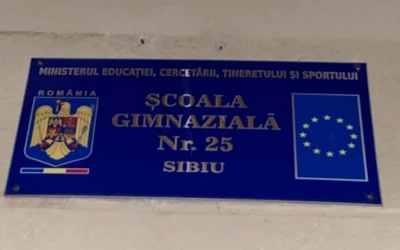 MINISTERUL EDUCAȚIEI, CERCETĂRII, TINERETULUI ȘI SPORTULUI
ROMÂNIA
ȘCOALA
GIMNAZIALĂ
Nr. 25
SIBIU